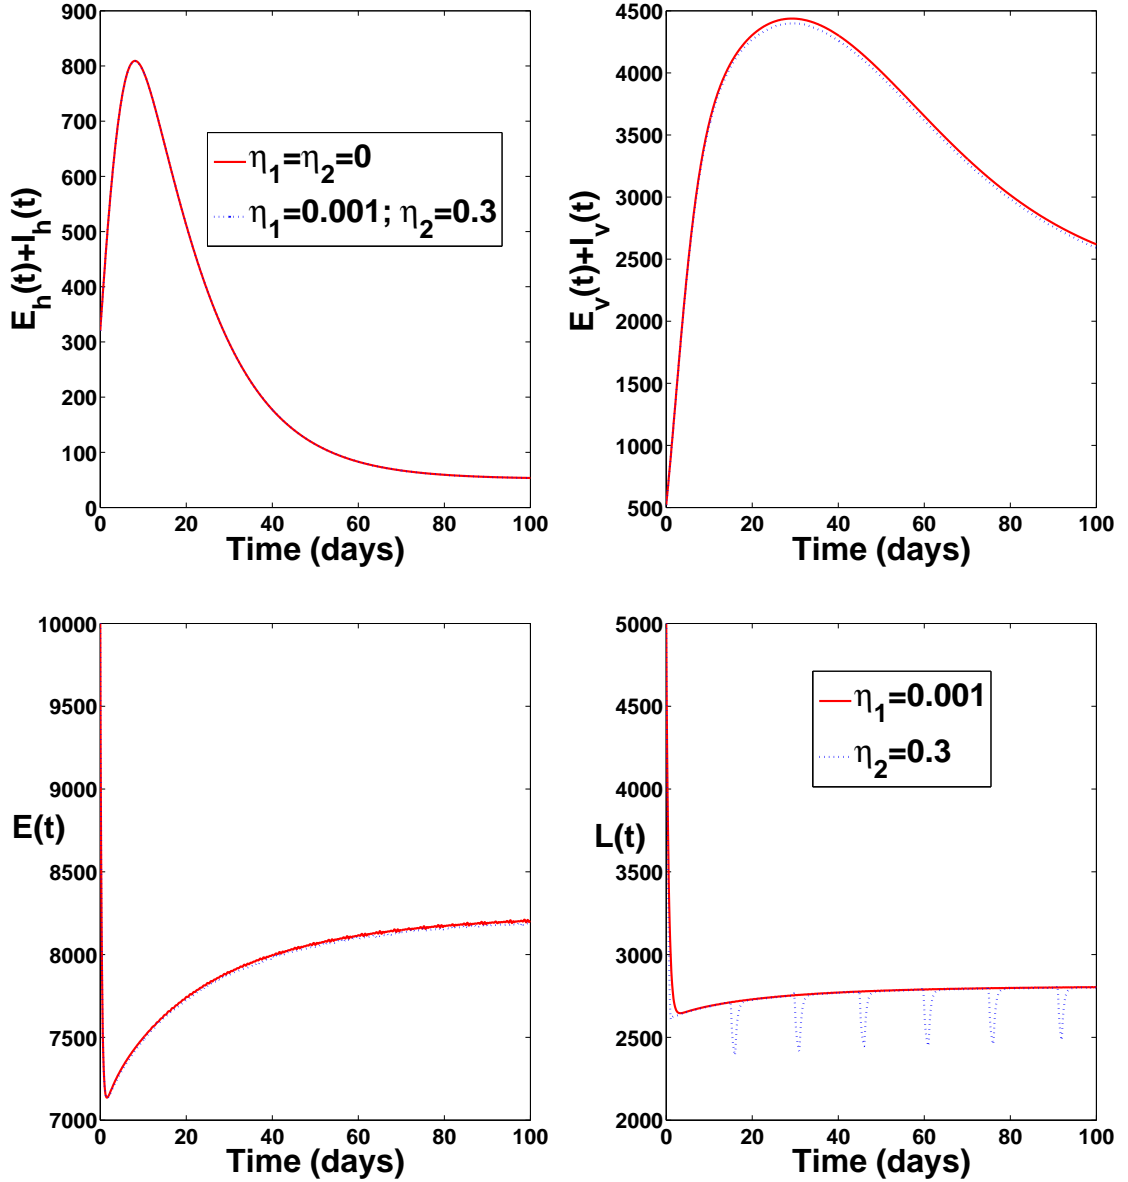 900
800
700
600
500
400
300
200
100
0
E_h(t)+I_h(t)
η_1=η_2=0
η_1=0.001; η_2=0.3
0 20 40 60 80 100
Time (days)
4500
4000
3500
3000
2500
2000
1500
1000
500
E_v(t)+I_v(t)
0 20 40 60 80 100
Time (days)
10000
9500
9000
8500
8000
7500
7000
E(t)
0 20 40 60 80 100
Time (days)
5000
4500
4000
3500
3000
2500
2000
L(t)
η_1=0.001
η_2=0.3
0 20 40 60 80 100
Time (days)